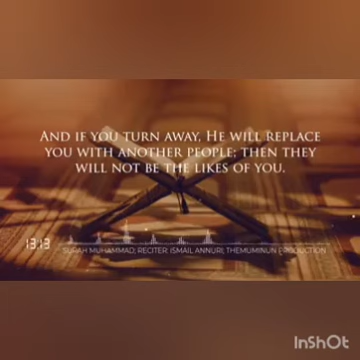 And if you turn away, He will replace
you with another people; then they
will not be the likes of you.
13:13
Surah Muhammad; Reciter: Ismail Annuri, Themuminun Production
InShOt